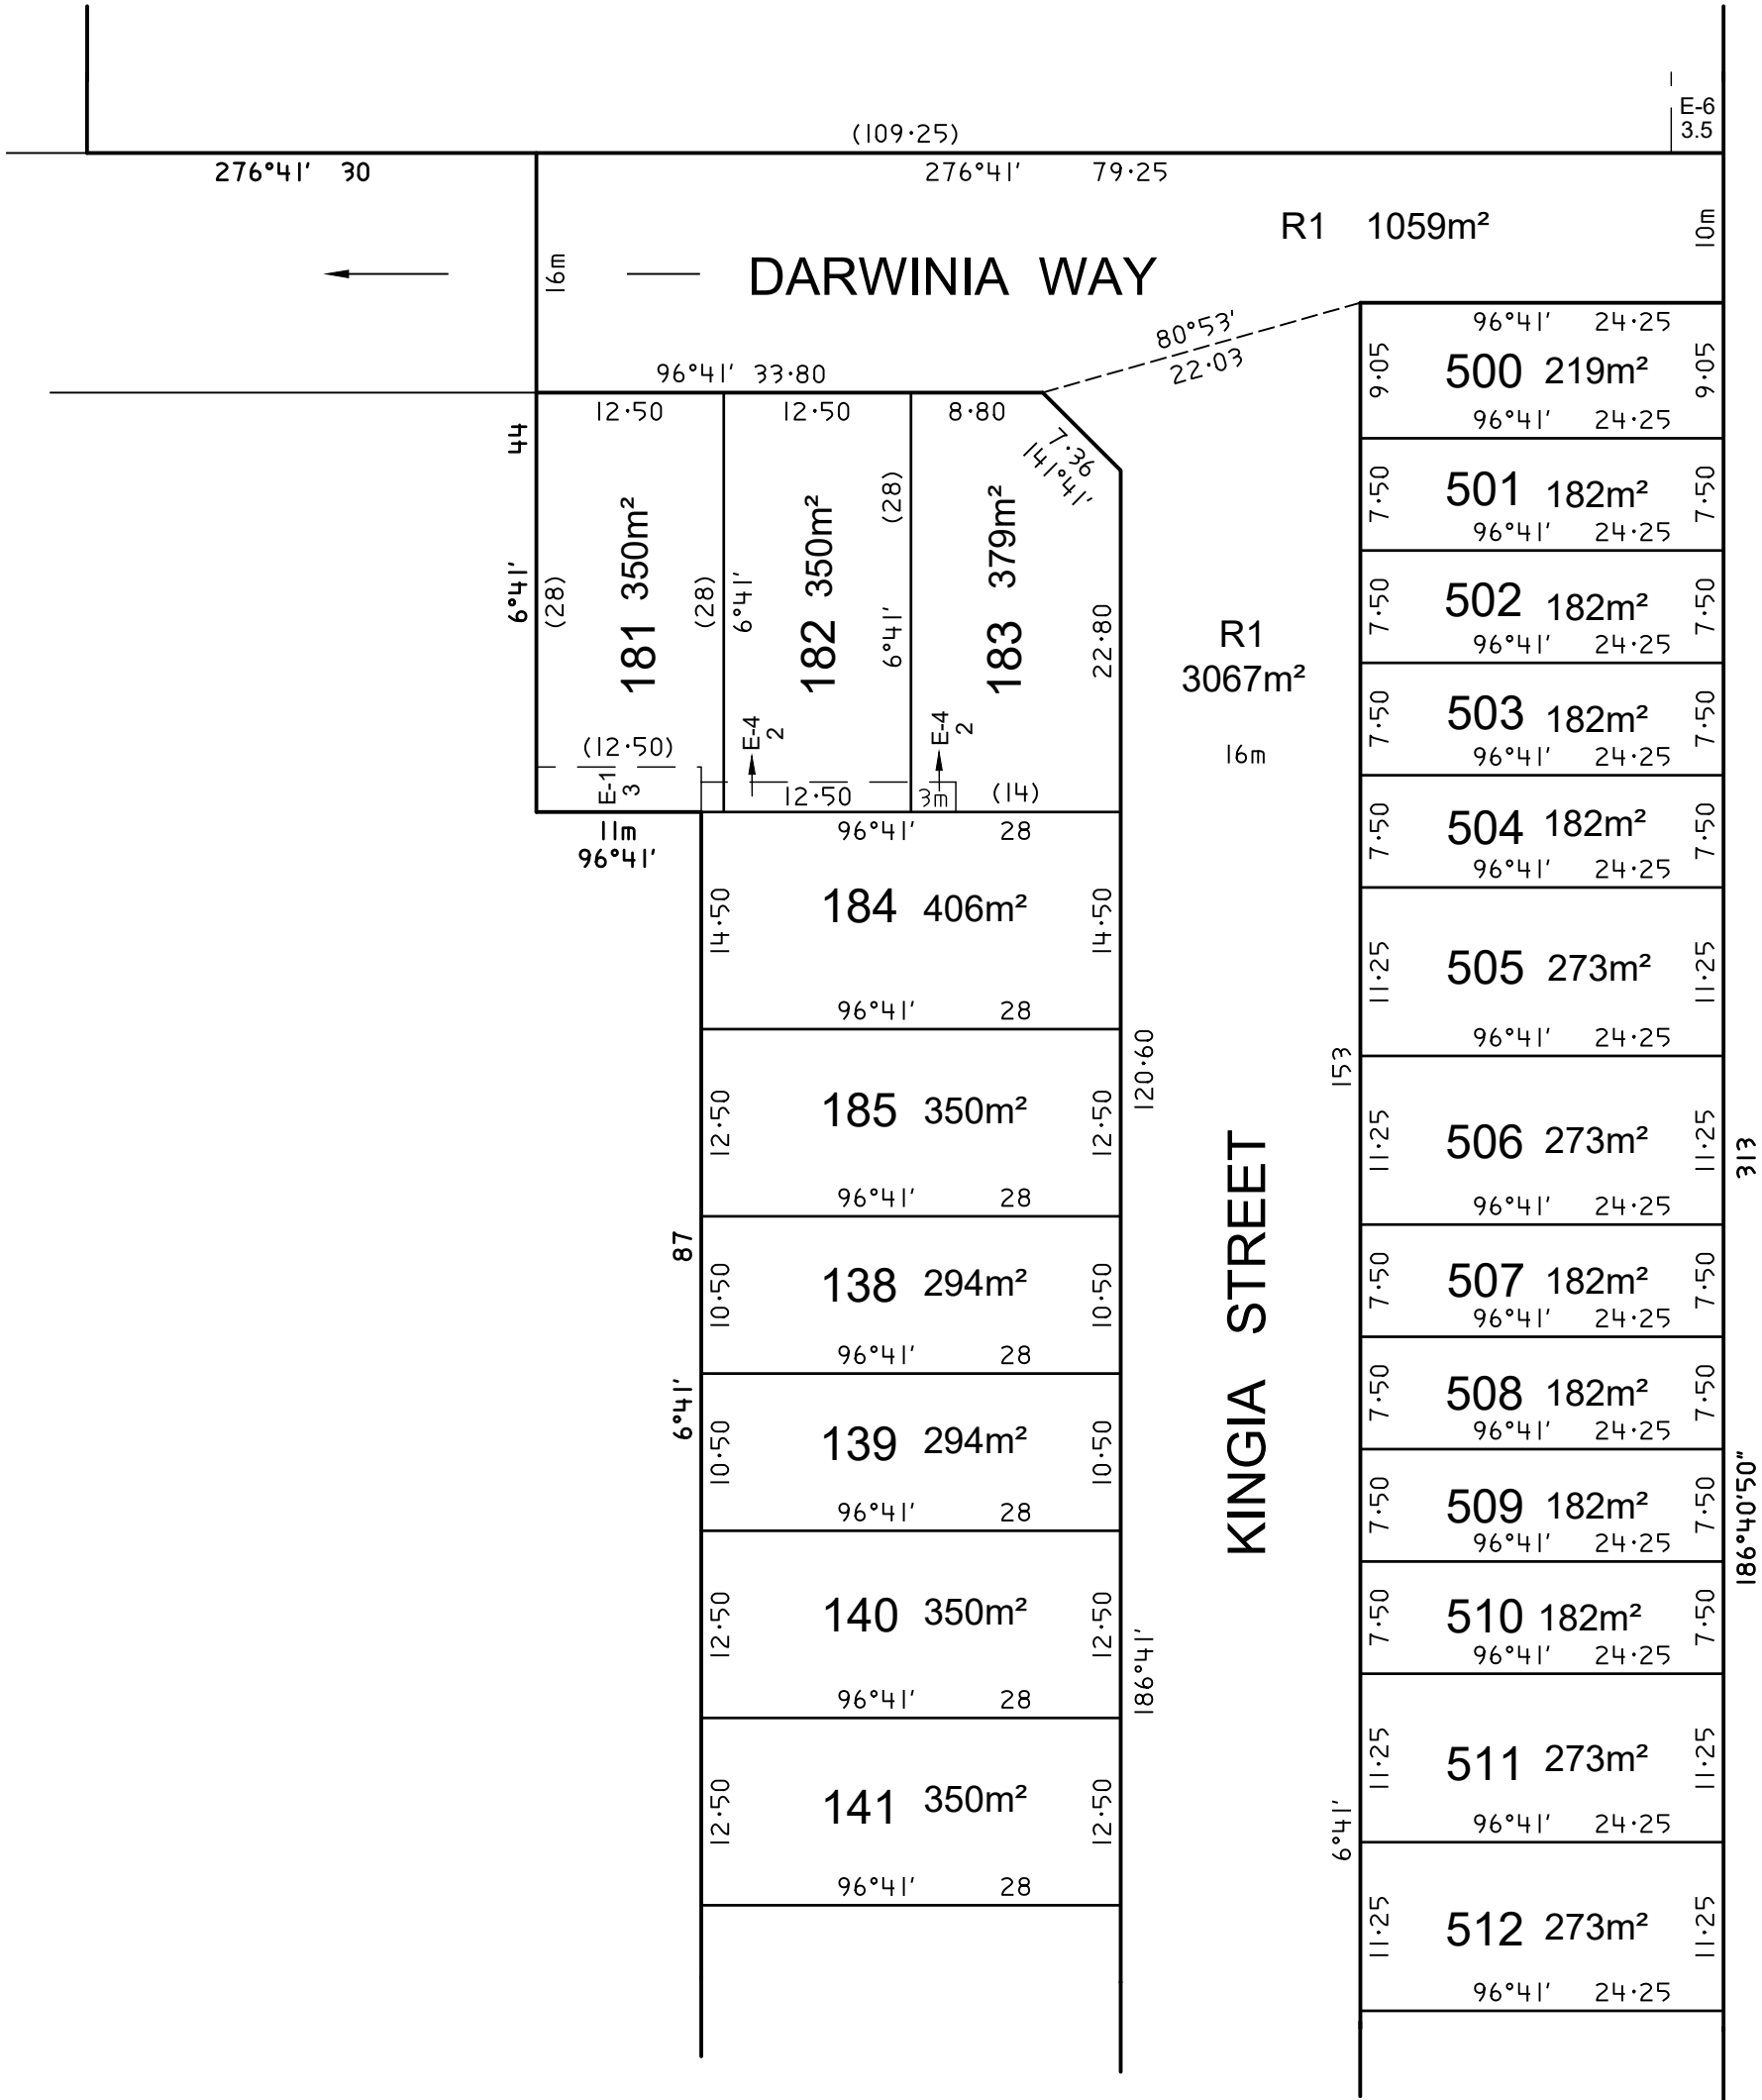 E-6
3.5
(109·25)
276°41' 30
276°41' 79·25
R1 1059m²
10m
16m
DARWINIA WAY
80°53'
22·03
96°41' 33·80
44
6°41'
12·50
12·50
8·80
7·36
141°41'
(28)
181 350m²
(28)
6°41'
182 350m²
(28)
6°41'
183 379m²
22·80
(12·50)
E-1
3
E-4
2
12·50
E-4
2
3m
(14)
11m
96°41'
R1
3067m²
16m
96°41' 28
14·50
184 406m²
14·50
96°41' 28
12·50
185 350m²
12·50
96°41' 28
10·50
138 294m²
10·50
96°41' 28
10·50
139 294m²
10·50
96°41' 28
12·50
140 350m²
12·50
96°41' 28
12·50
141 350m²
12·50
96°41' 28
87
6°41'
120·60
186°41'
KINGIA STREET
153
6°41'
96°41' 24·25
9·05
500 219m²
9·05
96°41' 24·25
7·50
501 182m²
7·50
96°41' 24·25
7·50
502 182m²
7·50
96°41' 24·25
7·50
503 182m²
7·50
96°41' 24·25
7·50
504 182m²
7·50
96°41' 24·25
11·25
505 273m²
11·25
96°41' 24·25
11·25
506 273m²
11·25
96°41' 24·25
7·50
507 182m²
7·50
96°41' 24·25
7·50
508 182m²
7·50
96°41' 24·25
7·50
509 182m²
7·50
96°41' 24·25
7·50
510 182m²
7·50
96°41' 24·25
11·25
511 273m²
11·25
96°41' 24·25
11·25
512 273m²
11·25
96°41' 24·25
313
186°40'50"